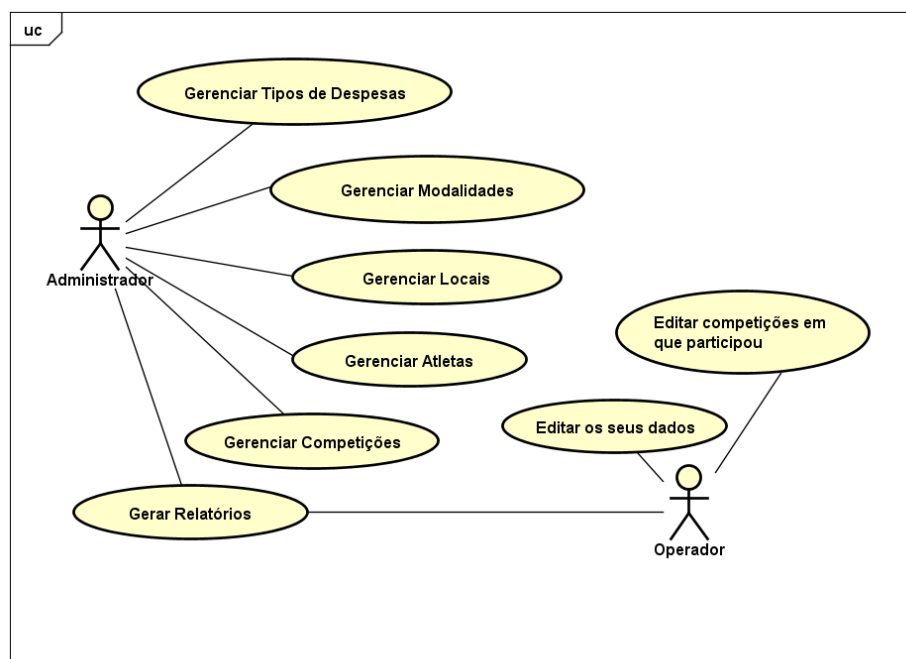 uc
Gerenciar Tipos de Despesas
Gerenciar Modalidades
Administrador
Gerenciar Locais
Editar competições em
que participou
Gerenciar Atletas
Editar os seus dados
Gerenciar Competições
Gerar Relatórios
Operador